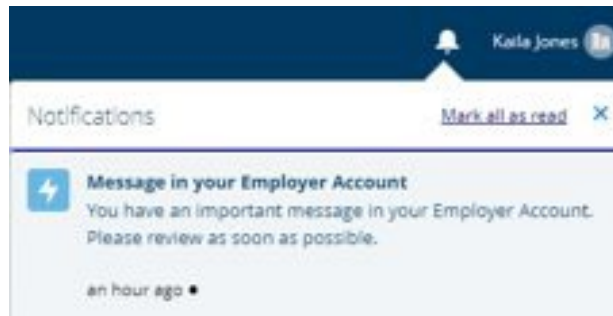 Kaila Jones
Notifications Mark all as read
Message in your Employer Account
You have an important message in your Employer Account.
Please review as soon as possible.
an hour ago